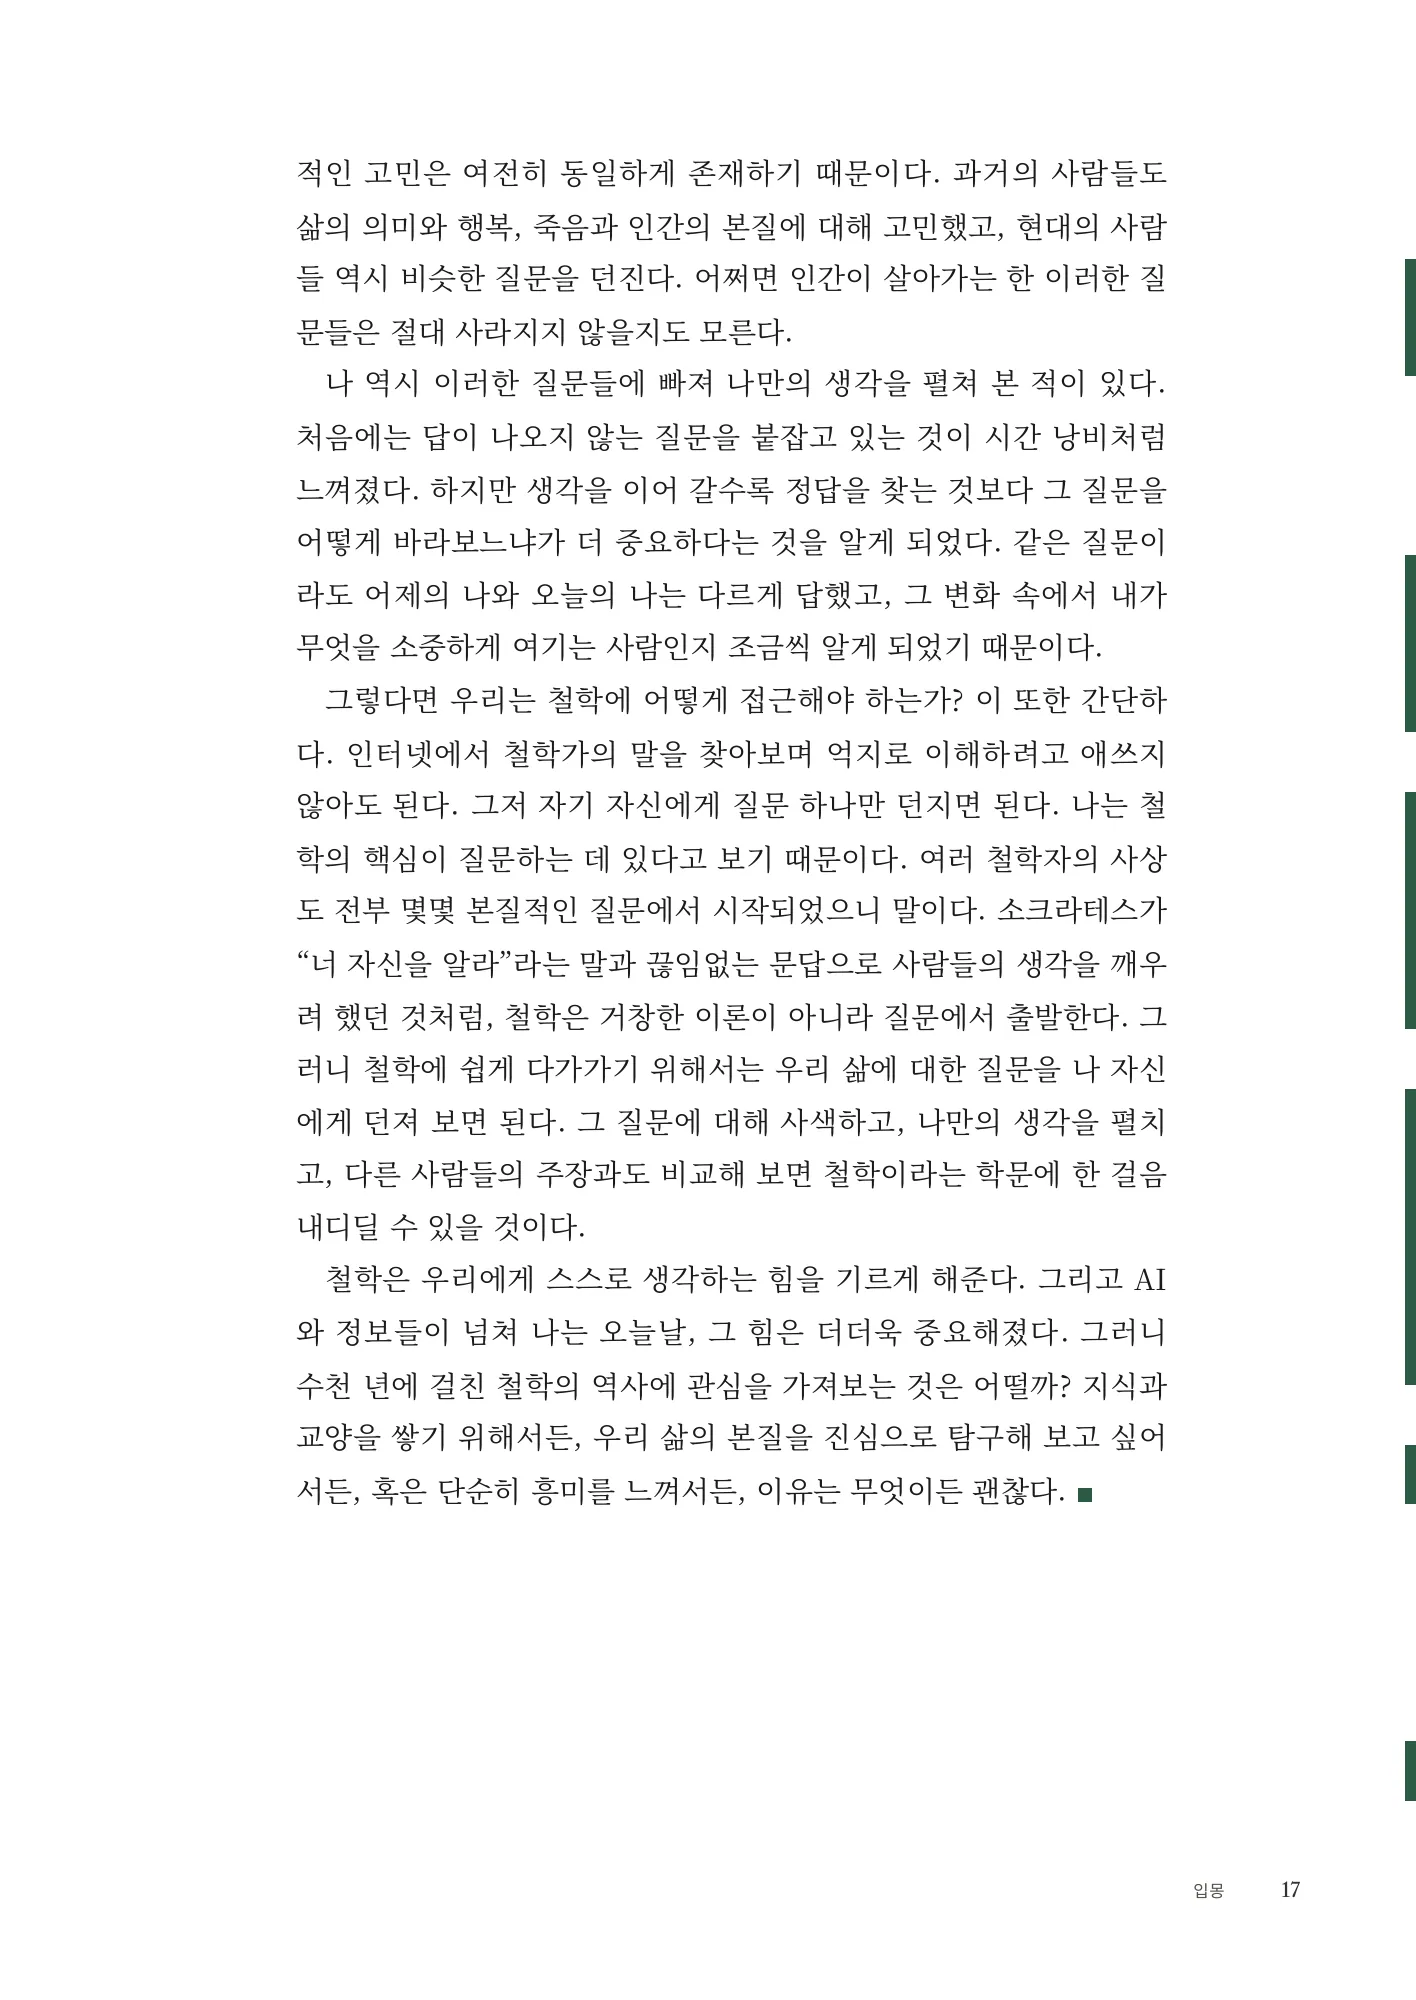 적인 고민은 여전히 동일하게 존재하기 때문이다. 과거의 사람들도
삶의 의미와 행복, 죽음과 인간의 본질에 대해 고민했고, 현대의 사람
들 역시 비슷한 질문을 던진다. 어쩌면 인간이 살아가는 한 이러한 질
문들은 절대 사라지지 않을지도 모른다.
나 역시 이러한 질문들에 빠져 나만의 생각을 펼쳐 본 적이 있다.
처음에는 답이 나오지 않는 질문을 붙잡고 있는 것이 시간 낭비처럼
느껴졌다. 하지만 생각을 이어 갈수록 정답을 찾는 것보다 그 질문을
어떻게 바라보느냐가 더 중요하다는 것을 알게 되었다. 같은 질문이
라도 어제의 나와 오늘의 나는 다르게 답했고, 그 변화 속에서 내가
무엇을 소중하게 여기는 사람인지 조금씩 알게 되었기 때문이다.
그렇다면 우리는 철학에 어떻게 접근해야 하는가? 이 또한 간단하
다. 인터넷에서 철학가의 말을 찾아보며 억지로 이해하려고 애쓰지
않아도 된다. 그저 자기 자신에게 질문 하나만 던지면 된다. 나는 철
학의 핵심이 질문하는 데 있다고 보기 때문이다. 여러 철학자의 사상
도 전부 몇몇 본질적인 질문에서 시작되었으니 말이다. 소크라테스가
“너 자신을 알라”라는 말과 끊임없는 문답으로 사람들의 생각을 깨우
려 했던 것처럼, 철학은 거창한 이론이 아니라 질문에서 출발한다. 그
러니 철학에 쉽게 다가가기 위해서는 우리 삶에 대한 질문을 나 자신
에게 던져 보면 된다. 그 질문에 대해 사색하고, 나만의 생각을 펼치
고, 다른 사람들의 주장과도 비교해 보면 철학이라는 학문에 한 걸음
내디딜 수 있을 것이다.
철학은 우리에게 스스로 생각하는 힘을 기르게 해준다. 그리고 AI
와 정보들이 넘쳐 나는 오늘날, 그 힘은 더더욱 중요해졌다. 그러니
수천 년에 걸친 철학의 역사에 관심을 가져보는 것은 어떨까? 지식과
교양을 쌓기 위해서든, 우리 삶의 본질을 진심으로 탐구해 보고 싶어
서든, 혹은 단순히 흥미를 느껴서든, 이유는 무엇이든 괜찮다. ■
입몽 17